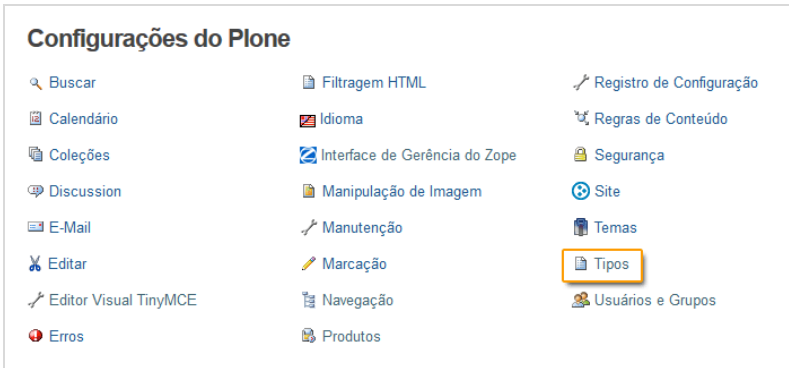 Configurações do Plone
Buscar
Filtragem HTML
Registro de Configuração
Calendário
Idioma
Regras de Conteúdo
Coleções
Interface de Gerência do Zope
Segurança
Discussion
Manipulação de Imagem
Site
E-Mail
Manutenção
Temas
Editar
Marcação
Tipos
Editor Visual TinyMCE
Navegação
Usuários e Grupos
Erros
Produtos